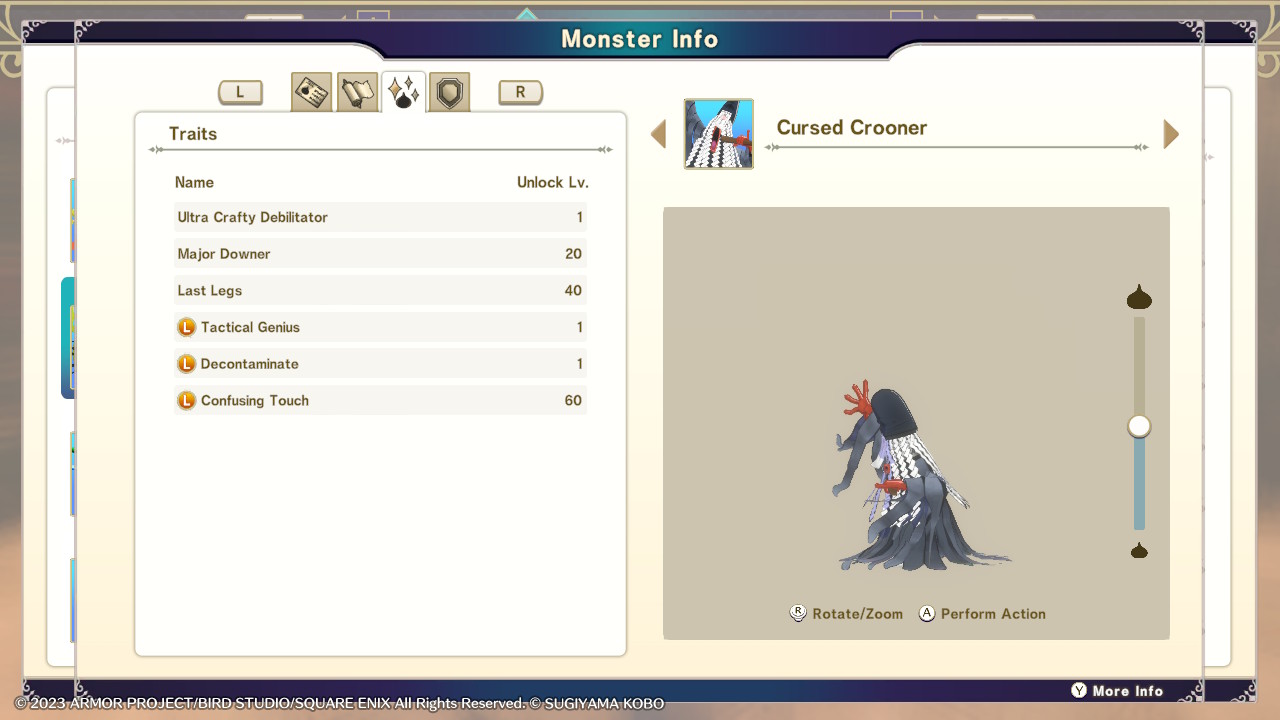 Monster Info
L
R
Traits
Name Unlock Lv.
Ultra Crafty Debilitator 1
Major Downer 20
Last Legs 40
L Tactical Genius 1
L Decontaminate 1
L Confusing Touch 60
Cursed Crooner
R Rotate/Zoom A Perform Action
Y More Info
© 2023 ARMOR PROJECT/BIRD STUDIO/SQUARE ENIX All Rights Reserved. © SUGIYAMA KOBO